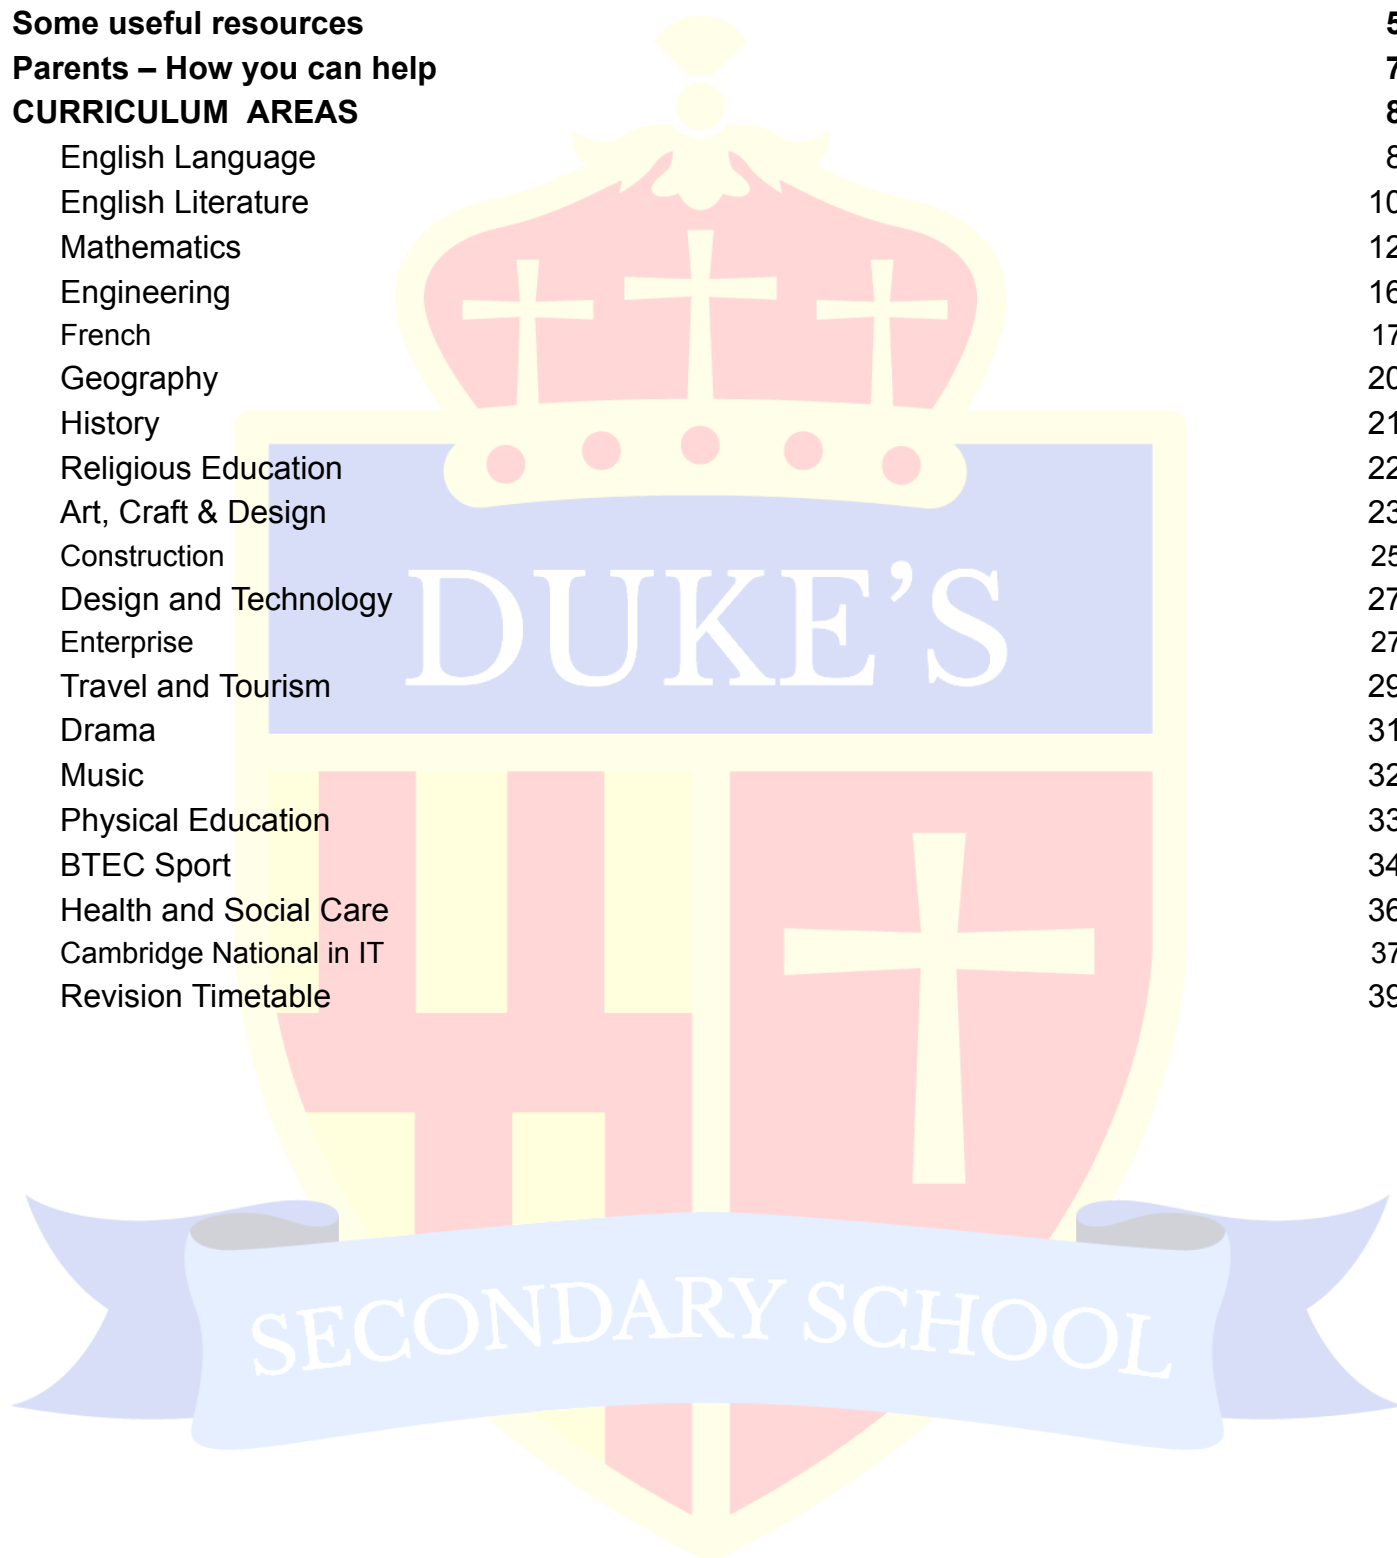 Some useful resources 5
Parents – How you can help 7
CURRICULUM AREAS 8
English Language 8
English Literature 10
Mathematics 12
Engineering 16
French 17
Geography 20
History 21
Religious Education 22
Art, Craft & Design 23
Construction 25
Design and Technology 27
Enterprise 27
Travel and Tourism 29
Drama 31
Music 32
Physical Education 33
BTEC Sport 34
Health and Social Care 36
Cambridge National in IT 37
Revision Timetable 39
DUKE'S
SECONDARY SCHOOL